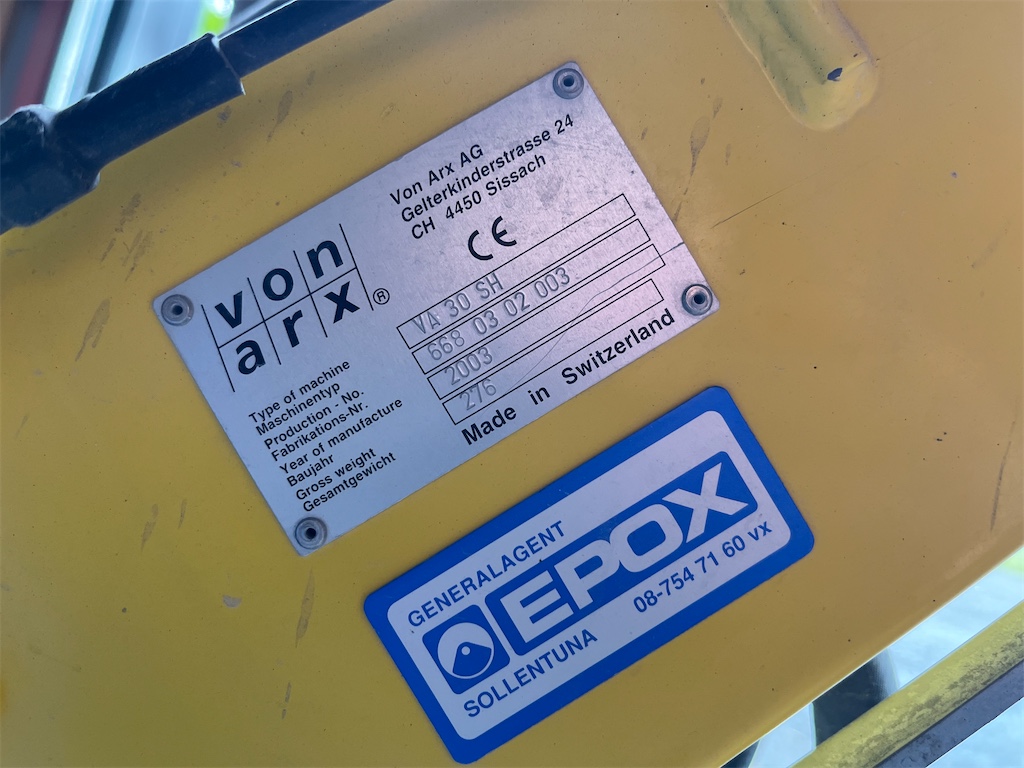 von
arx ®
Von Arx AG
Gelterkinderstrasse 24
CH 4450 Sissach
CE
Type of machine
Maschinentyp
VA 30 SH
Production - No.
Fabrikations-Nr.
668 03 02 003
Year of manufacture
Baujahr
2003
Gross weight
Gesamtgewicht
276
Made in Switzerland
GENERALAGENT
EPOX
SOLLENTUNA 08-754 71 60 vx